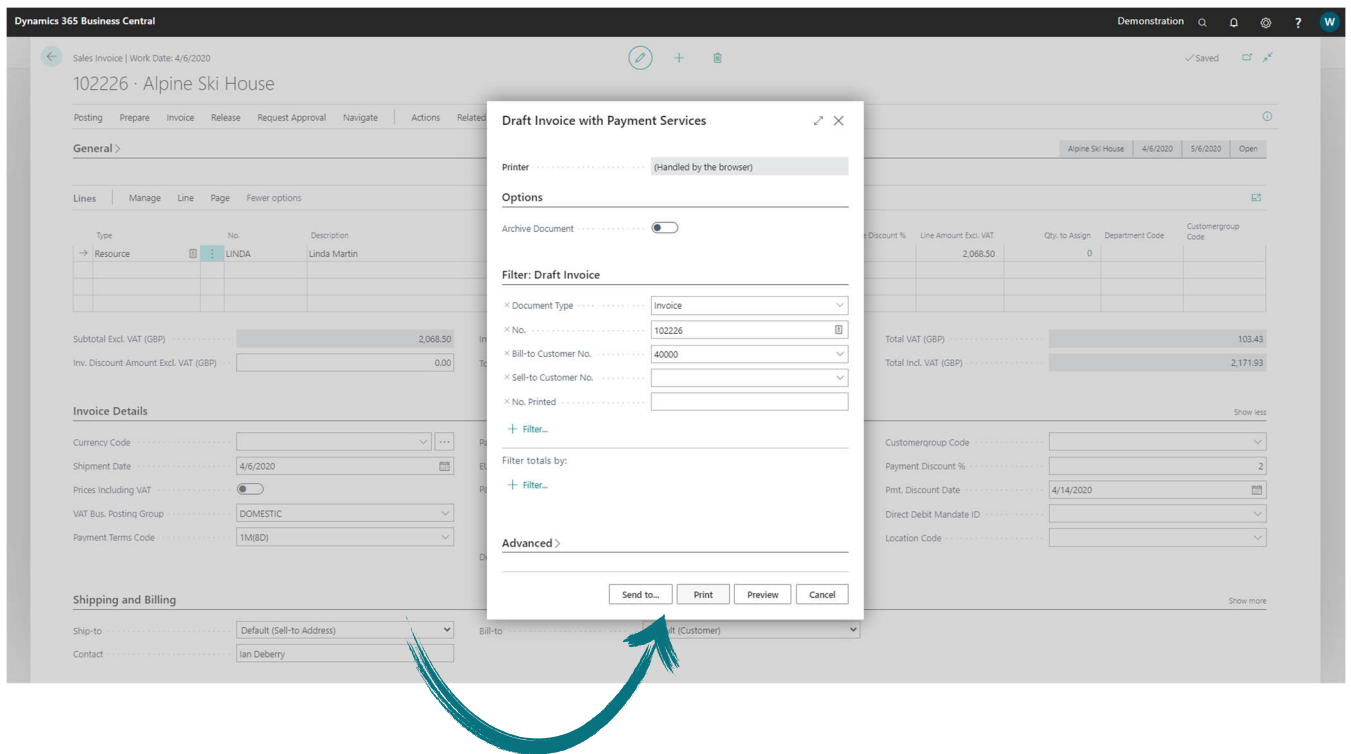 Dynamics 365 Business Central
Demonstration
?
W
Sales Invoice | Work Date: 4/6/2020
Saved
102226 · Alpine Ski House
Posting Prepare Invoice Release Request Approval Navigate Actions Related
General
Alpine Ski House 4/6/2020 5/6/2020 Open
Lines Manage Line Page Fewer options
Type No. Description
Discount % Line Amount Excl. VAT Qty. to Assign Department Code Customergroup Code
Resource LINDA Linda Martin
2,068.50 0
Subtotal Excl. VAT (GBP) 2,068.50
Total VAT (GBP) 103.43
Inv. Discount Amount Excl. VAT (GBP) 0.00
Total Incl. VAT (GBP) 2,171.93
Invoice Details
Show less
Currency Code
Customergroup Code
Shipment Date 4/6/2020
Payment Discount % 2
Prices Including VAT
Pmt. Discount Date 4/14/2020
VAT Bus. Posting Group DOMESTIC
Direct Debit Mandate ID
Payment Terms Code 1M(8D)
Location Code
Shipping and Billing
Show more
Ship-to Default (Sell-to Address)
Bill-to (Customer)
Contact Ian Deberry
Draft Invoice with Payment Services
Printer (Handled by the browser)
Options
Archive Document
Filter: Draft Invoice
Document Type Invoice
No. 102226
Bill-to Customer No. 40000
Sell-to Customer No.
No. Printed
Filter...
Filter totals by:
Filter...
Advanced
Send to... Print Preview Cancel